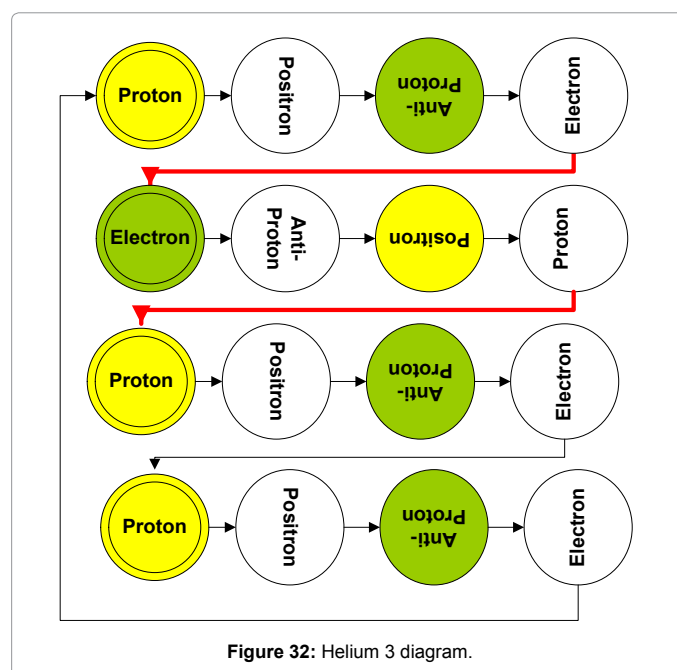 Proton
Positron
Anti-
Proton
Electron
Electron
Anti-
Proton
Positron
Proton
Proton
Positron
Anti-
Proton
Electron
Proton
Positron
Anti-
Proton
Electron
Figure 32: Helium 3 diagram.